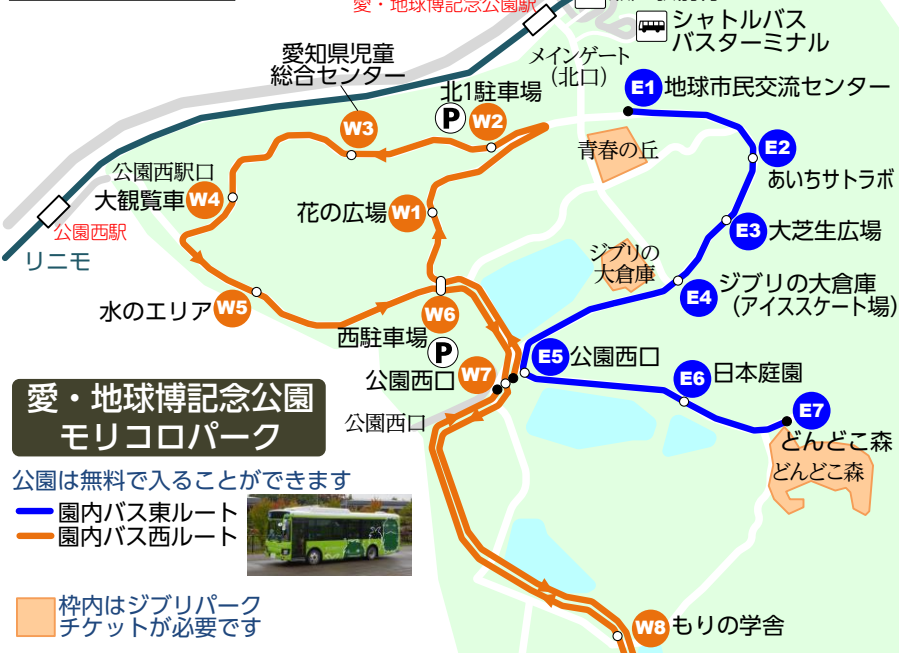 愛・地球博記念公園駅
シャトルバス
バスターミナル
愛知県児童
総合センター
メインゲート
(北口)
北1駐車場
P
E1 地球市民交流センター
W3
W2
青春の丘
E2
あいちサトラボ
公園西駅口
大観覧車 W4
花の広場 W1
E3 大芝生広場
公園西駅
リニモ
ジブリの
大倉庫
E4 ジブリの大倉庫
(アイススケート場)
水のエリア W5
W6
西駐車場
P
公園西口 W7
E5 公園西口
E6 日本庭園
公園西口
E7
どんどこ森
どんどこ森
愛・地球博記念公園
モリコロパーク
公園は無料で入ることができます
園内バス東ルート
園内バス西ルート
枠内はジブリパーク
チケットが必要です
W8 もりの学舎